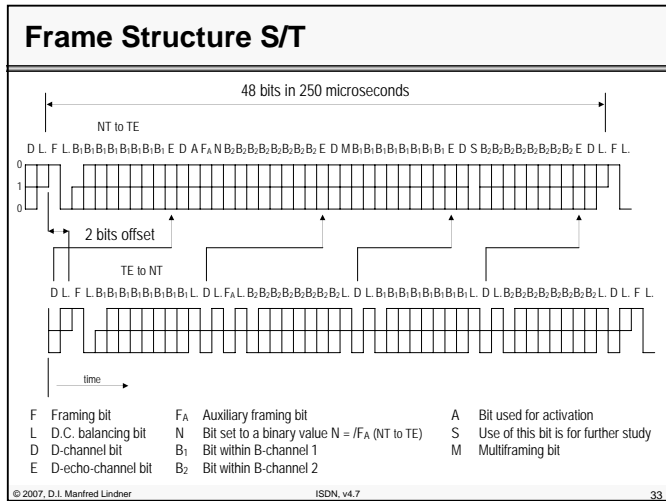 Frame Structure S/T
48 bits in 250 microseconds
NT to TE
D L. F L. B₁B₁B₁B₁B₁B₁B₁B₁ E D A Fᴀ N B₂B₂B₂B₂B₂B₂B₂B₂ E D M B₁B₁B₁B₁B₁B₁B₁B₁ E D S B₂B₂B₂B₂B₂B₂B₂B₂ E D L. F L.
0
1
0
2 bits offset
TE to NT
D L. F L. B₁B₁B₁B₁B₁B₁B₁B₁ L. D L. Fᴀ L. B₂B₂B₂B₂B₂B₂B₂B₂ L. D L. B₁B₁B₁B₁B₁B₁B₁B₁ L. D L. B₂B₂B₂B₂B₂B₂B₂B₂ L. D L. F L.
time
F Framing bit
L D.C. balancing bit
D D-channel bit
E D-echo-channel bit
Fᴀ Auxiliary framing bit
N Bit set to a binary value N = /Fᴀ (NT to TE)
B₁ Bit within B-channel 1
B₂ Bit within B-channel 2
A Bit used for activation
S Use of this bit is for further study
M Multiframing bit
© 2007, D.I. Manfred Lindner
ISDN, v4.7
33